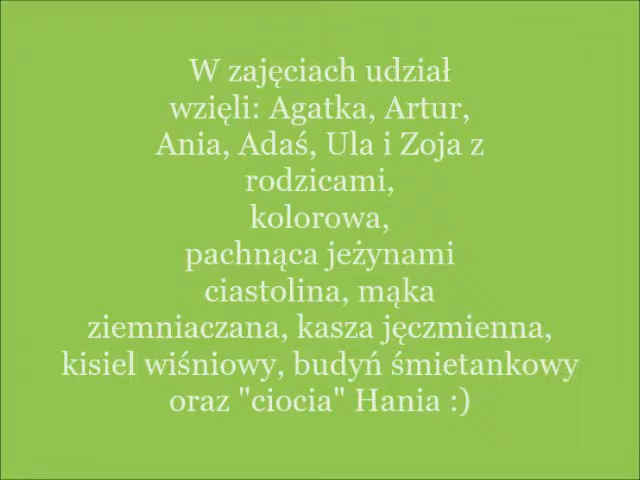 W zajęciach udział
wzięli: Agatka, Artur,
Ania, Adaś, Ula i Zoja z
rodzicami,
kolorowa,
pachnąca jeżynami
ciastolina, mąka
ziemniaczana, kasza jęczmienna,
kisiel wiśniowy, budyń śmietankowy
oraz "ciocia" Hania :)